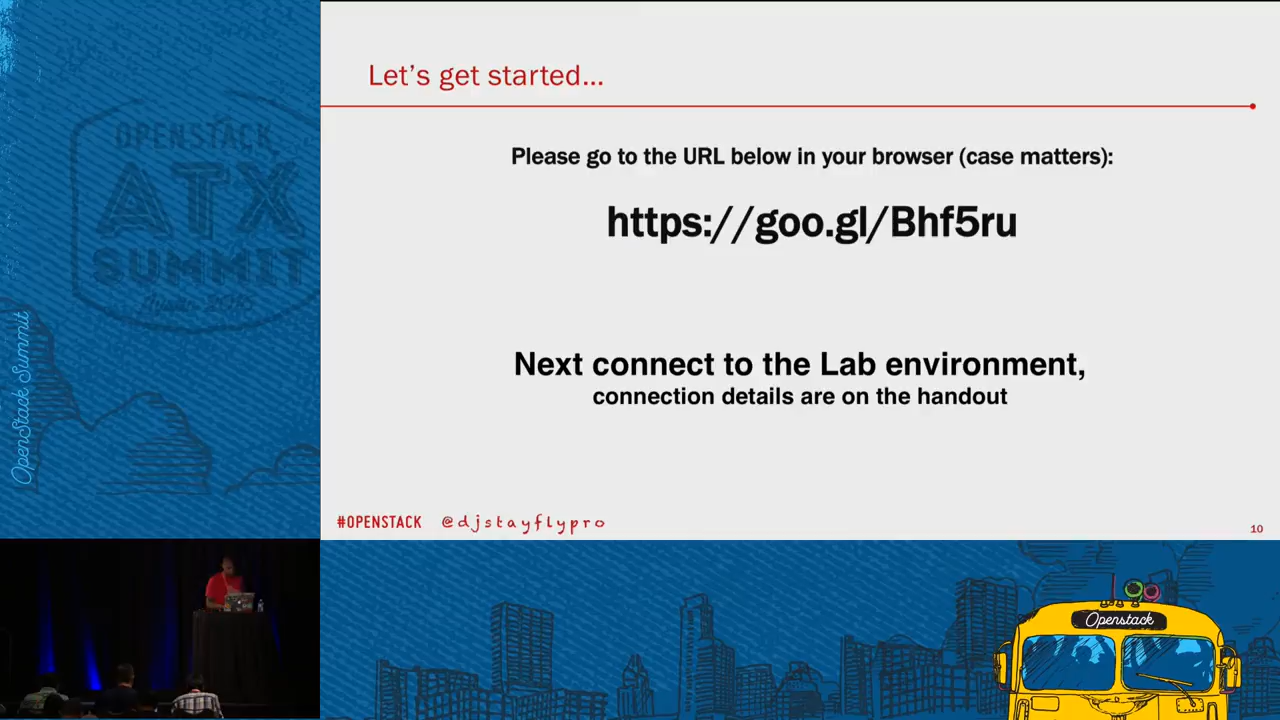 Let's get started...
Please go to the URL below in your browser (case matters):
https://goo.gl/Bhf5ru
Next connect to the Lab environment,
connection details are on the handout
#OPENSTACK @djstayflypro
10
OPENSTACK
ATX
SUMMIT
OpenStack Summit
Openstack